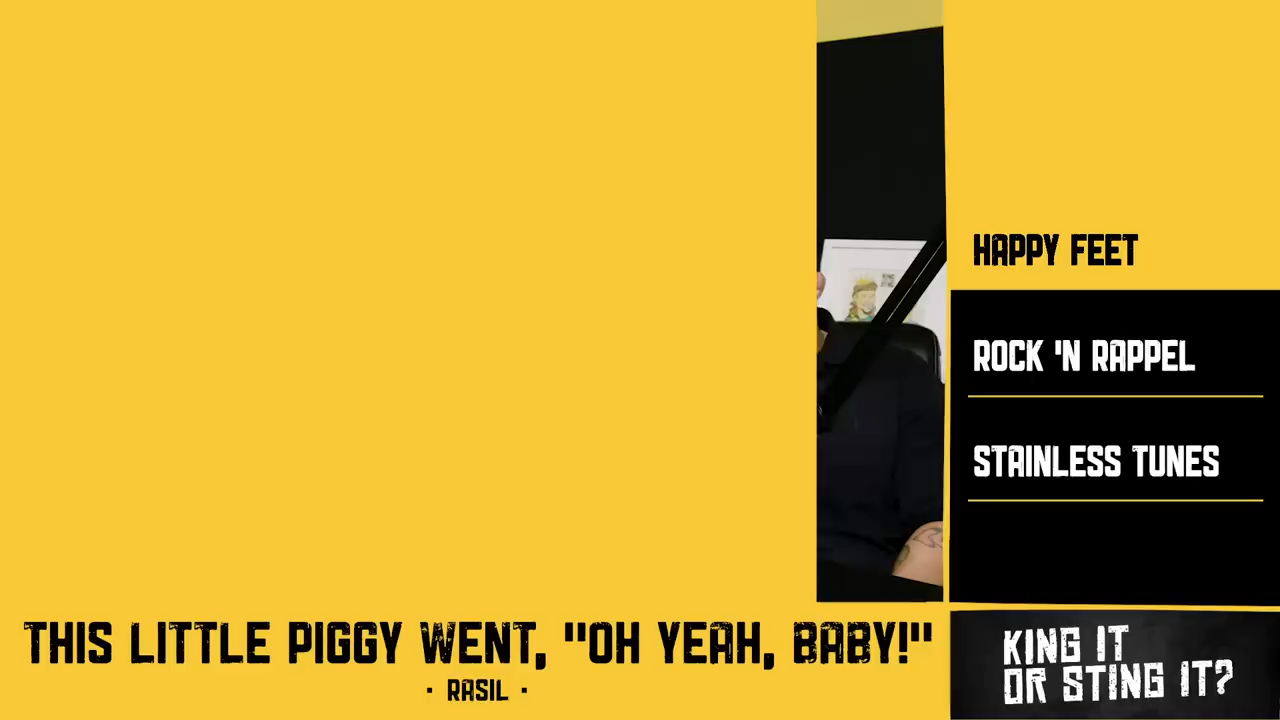 HAPPY FEET
ROCK 'N RAPPEL
STAINLESS TUNES
THIS LITTLE PIGGY WENT, "OH YEAH, BABY!"
· RASIL ·
KING IT
OR STING IT?